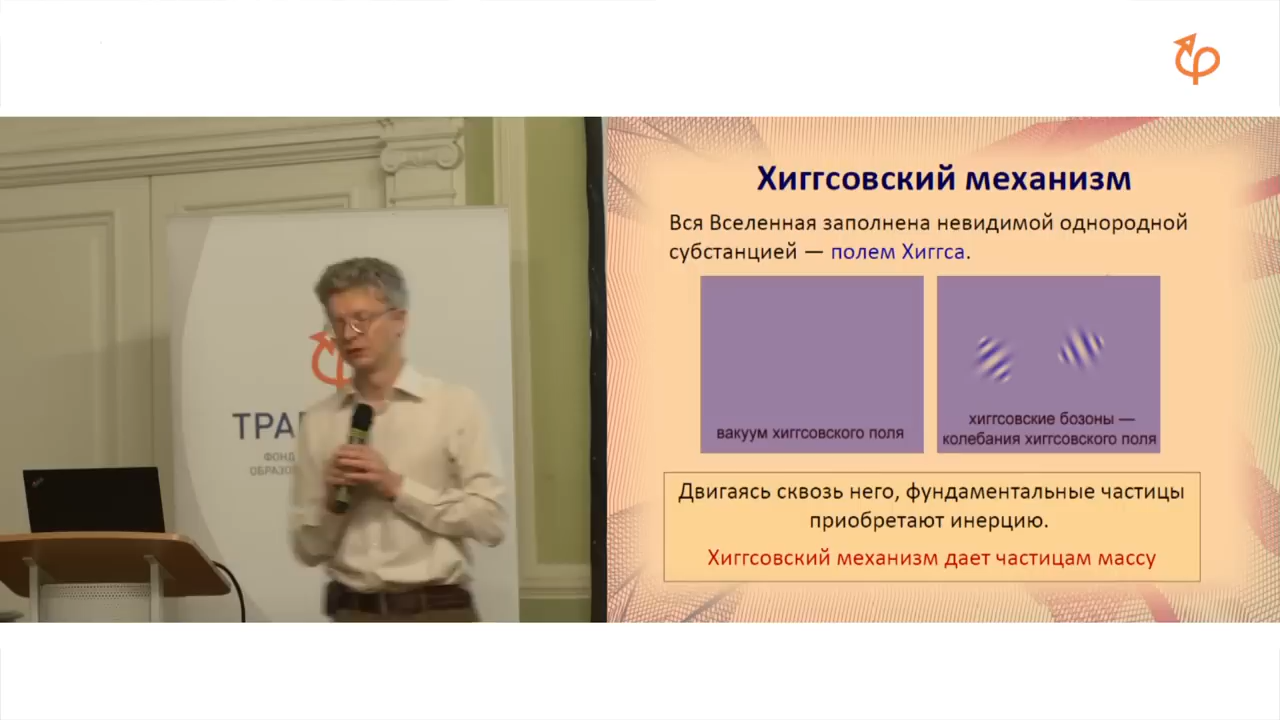 ФОНД
Хиггсовский механизм
Вся Вселенная заполнена невидимой однородной
субстанцией — полем Хиггса.
вакуум хиггсовского поля
хиггсовские бозоны —
колебания хиггсовского поля
Двигаясь сквозь него, фундаментальные частицы
приобретают инерцию.
Хиггсовский механизм дает частицам массу